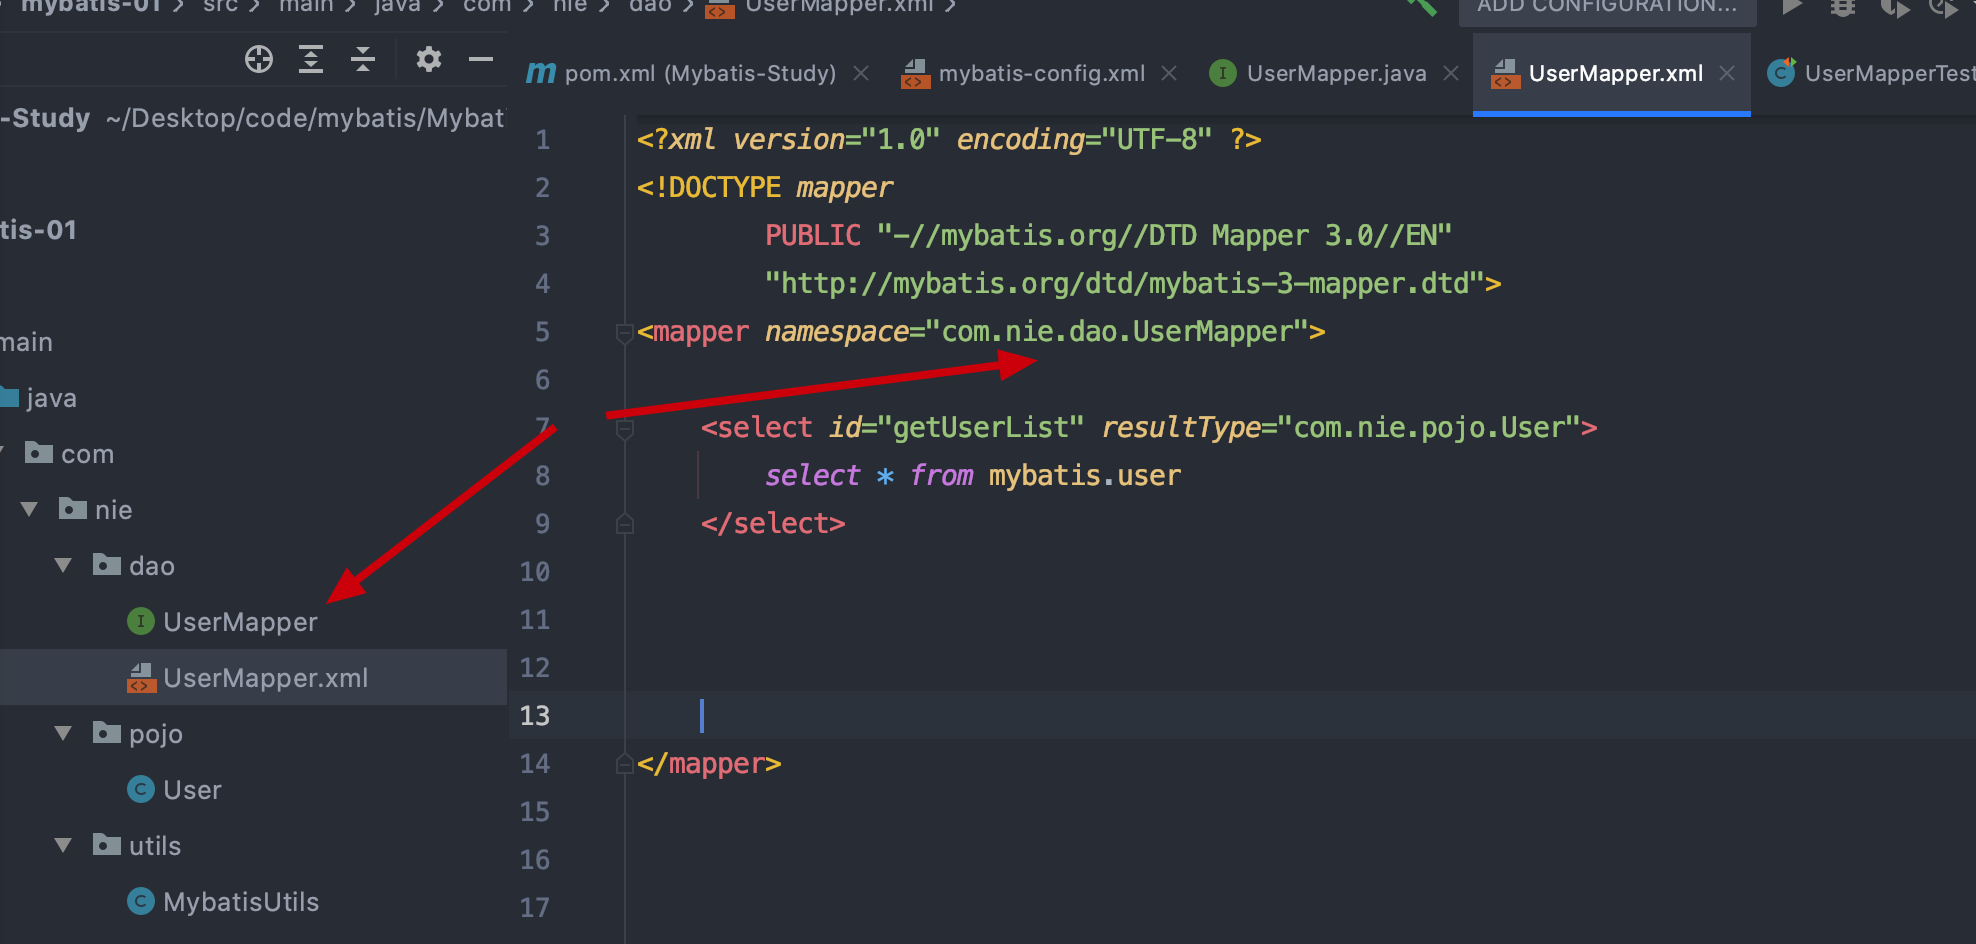 mybatis-01 > src > main > java > com > nie > dao > UserMapper.xml >
ADD CONFIGURATION...
pom.xml (Mybatis-Study)
mybatis-config.xml
UserMapper.java
UserMapper.xml
UserMapperTest
-Study ~/Desktop/code/mybatis/Mybat
tis-01
main
java
com
nie
dao
UserMapper
UserMapper.xml
pojo
User
utils
MybatisUtils
1 <?xml version="1.0" encoding="UTF-8" ?>
2 <!DOCTYPE mapper
3 PUBLIC "-//mybatis.org//DTD Mapper 3.0//EN"
4 "http://mybatis.org/dtd/mybatis-3-mapper.dtd">
5 <mapper namespace="com.nie.dao.UserMapper">
6
7 <select id="getUserList" resultType="com.nie.pojo.User">
8 select * from mybatis.user
9 </select>
10
11
12
13
14 </mapper>
15
16
17